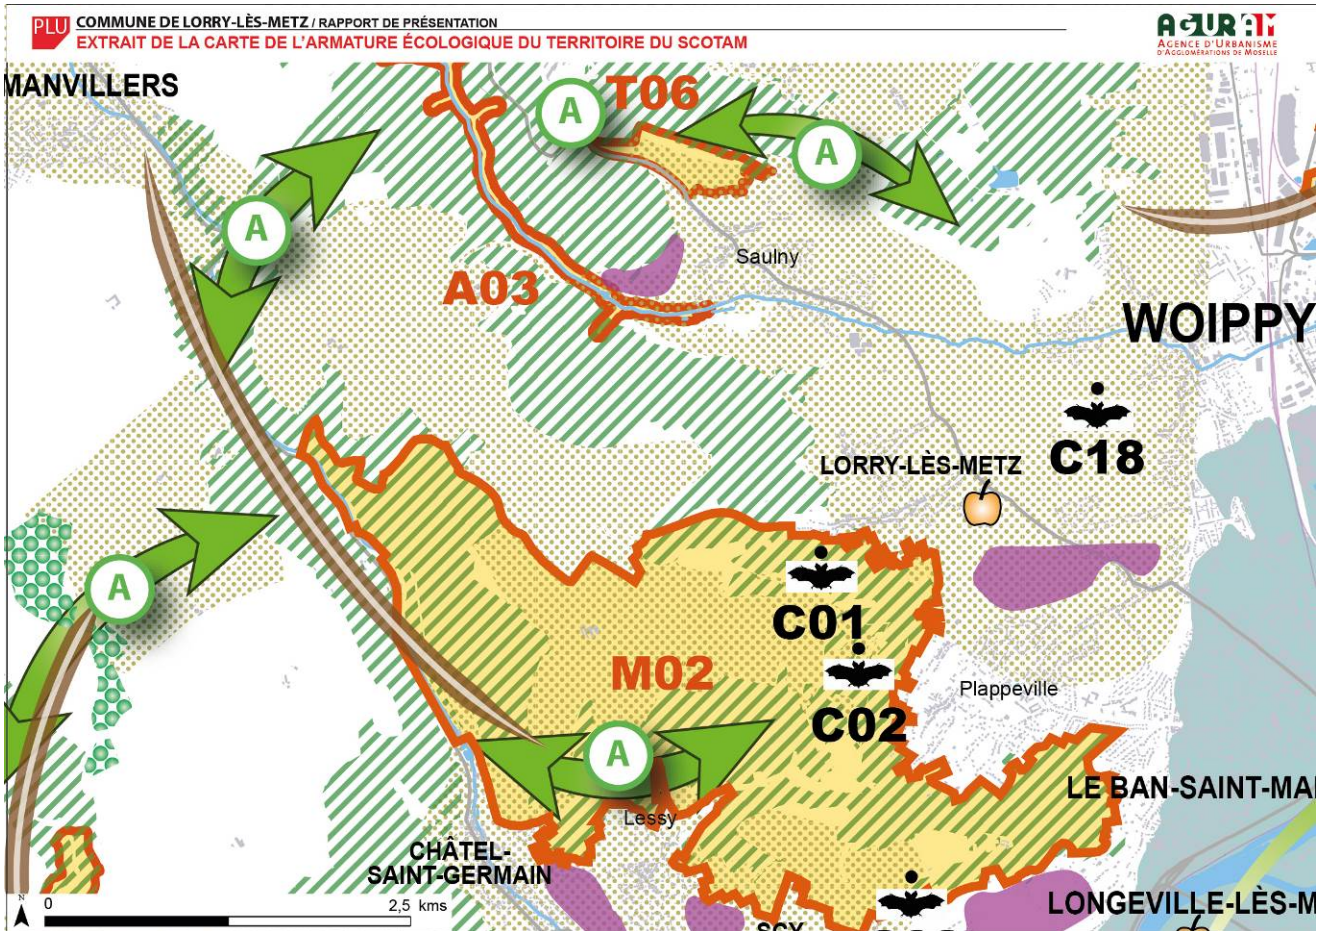 PLU
COMMUNE DE LORRY-LÈS-METZ / RAPPORT DE PRÉSENTATION
EXTRAIT DE LA CARTE DE L'ARMATURE ÉCOLOGIQUE DU TERRITOIRE DU SCOTAM
AGURAM
AGENCE D'URBANISME
D'AGGLOMÉRATIONS DE MOSELLE
MANVILLERS
A
T06
A
A
Saulny
A03
WOIPPY
LORRY-LÈS-METZ
C18
A
C01
M02
Plappeville
C02
A
LE BAN-SAINT-MA
Lessy
CHÂTEL-
SAINT-GERMAIN
LONGEVILLE-LÈS-M
N
0
2,5 kms
SCY